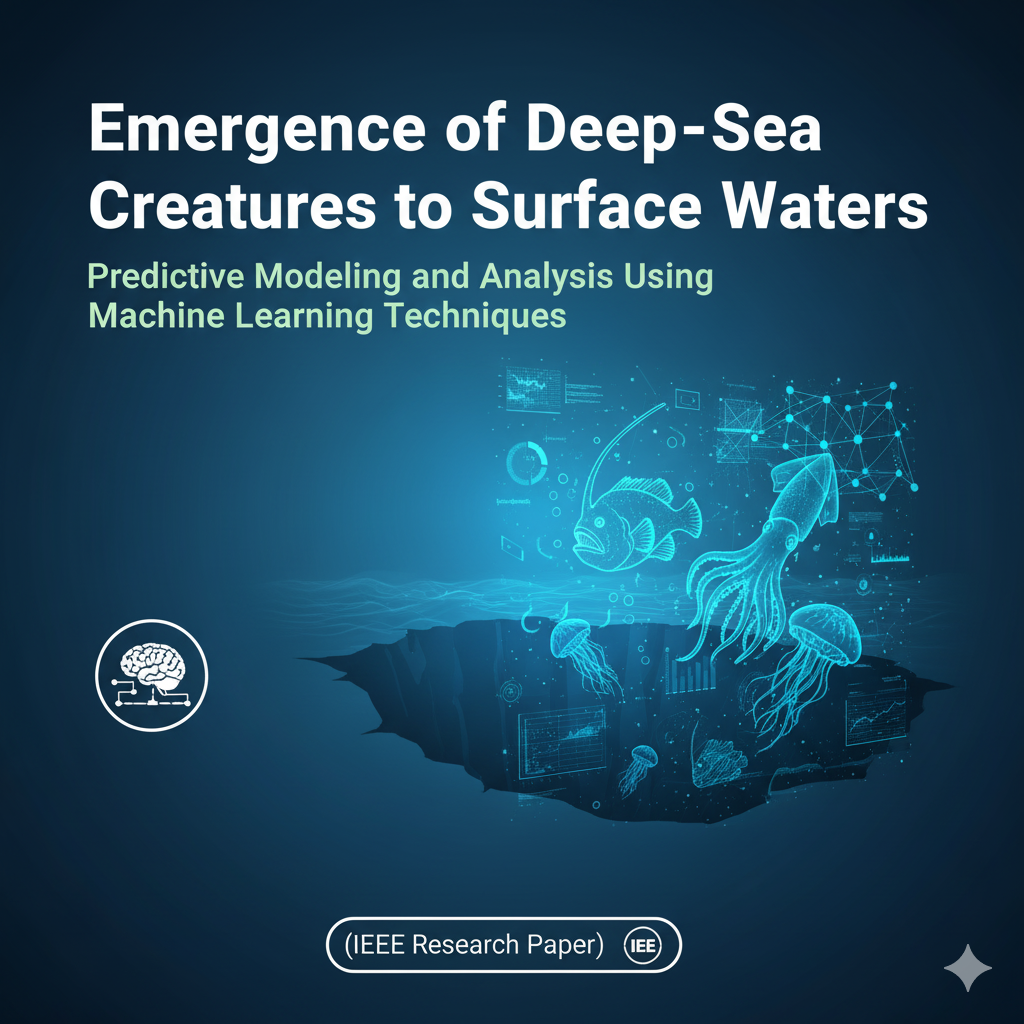 Emergence of Deep-Sea
Creatures to Surface Waters
Predictive Modeling and Analysis Using
Machine Learning Techniques
(IEEE Research Paper) IEE